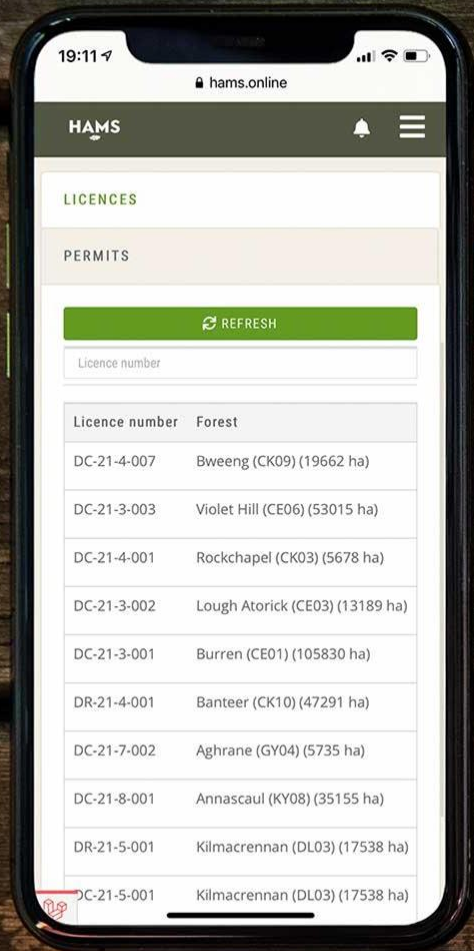 19:11
hams.online
HAMS
LICENCES
PERMITS
REFRESH
Licence number
Licence number Forest
DC-21-4-007 Bweeng (CK09) (19662 ha)
DC-21-3-003 Violet Hill (CE06) (53015 ha)
DC-21-4-001 Rockchapel (CK03) (5678 ha)
DC-21-3-002 Lough Atorick (CE03) (13189 ha)
DC-21-3-001 Burren (CE01) (105830 ha)
DR-21-4-001 Banteer (CK10) (47291 ha)
DC-21-7-002 Aghrane (GY04) (5735 ha)
DC-21-8-001 Annascaul (KY08) (35155 ha)
DR-21-5-001 Kilmacrennan (DL03) (17538 ha)
DC-21-5-001 Kilmacrennan (DL03) (17538 ha)